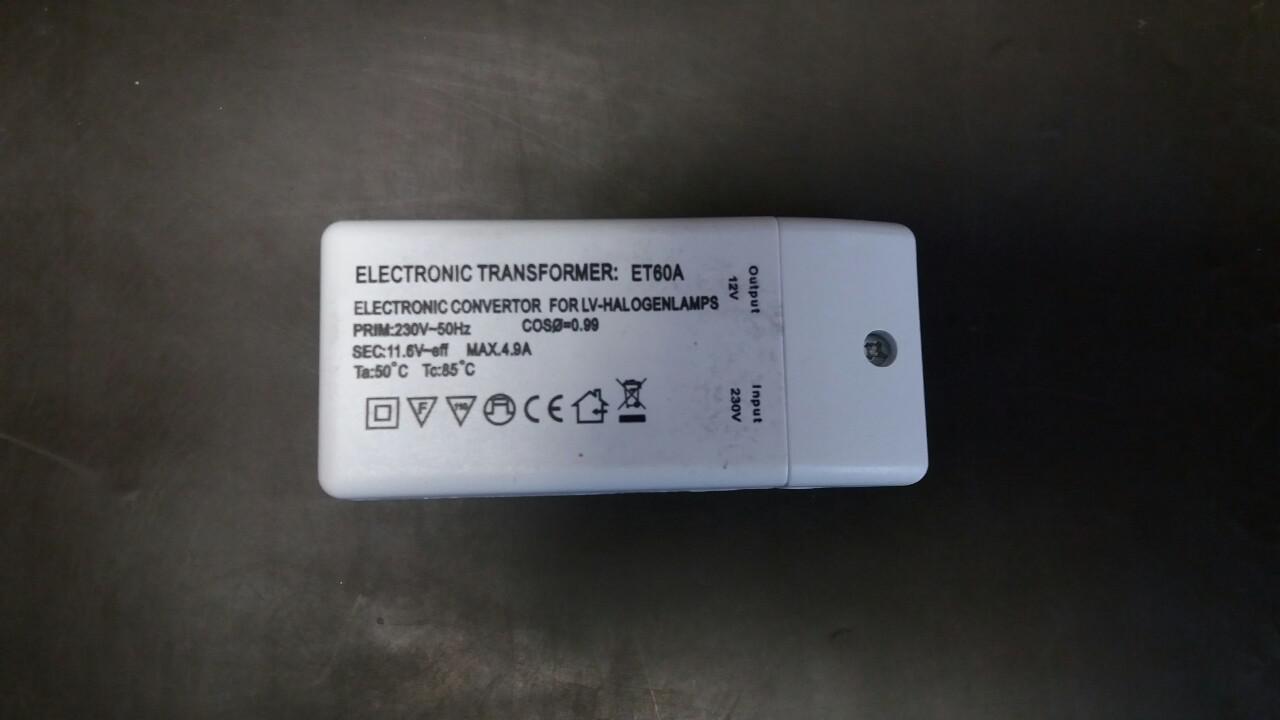 ELECTRONIC TRANSFORMER: ET60A
ELECTRONIC CONVERTOR FOR LV-HALOGENLAMPS
PRIM:230V~50Hz COSØ=0.99
SEC:11.6V~eff MAX.4.9A
Ta:50°C Tc:85°C
F 110 CE
Output
12V
Input
230V